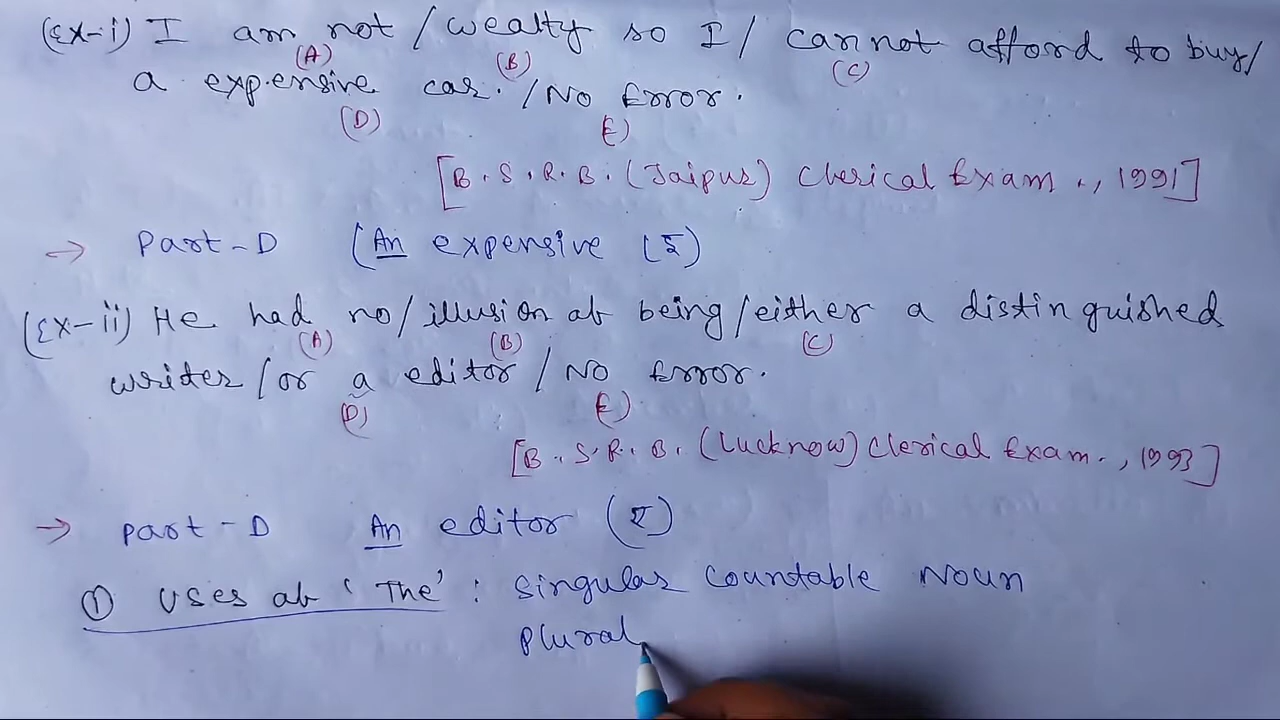 (Ex-i) I am not / wealty so I / cannot afford to buy /
(A) (B) (C)
a expensive car. / No Error.
(D) (E)
[B.S.R.B. (Jaipur) Clerical Exam., 1991]
→ Part-D (An expensive (इ)
(Ex-ii) He had no / illusion of being / either a distinguished
(A) (B) (C)
writer / or a editor / No Error.
(D) (E)
[B.S.R.B. (Lucknow) Clerical Exam., 1993]
→ Part-D An editor (ए)
① Uses of 'The' : Singular Countable Noun
Plural